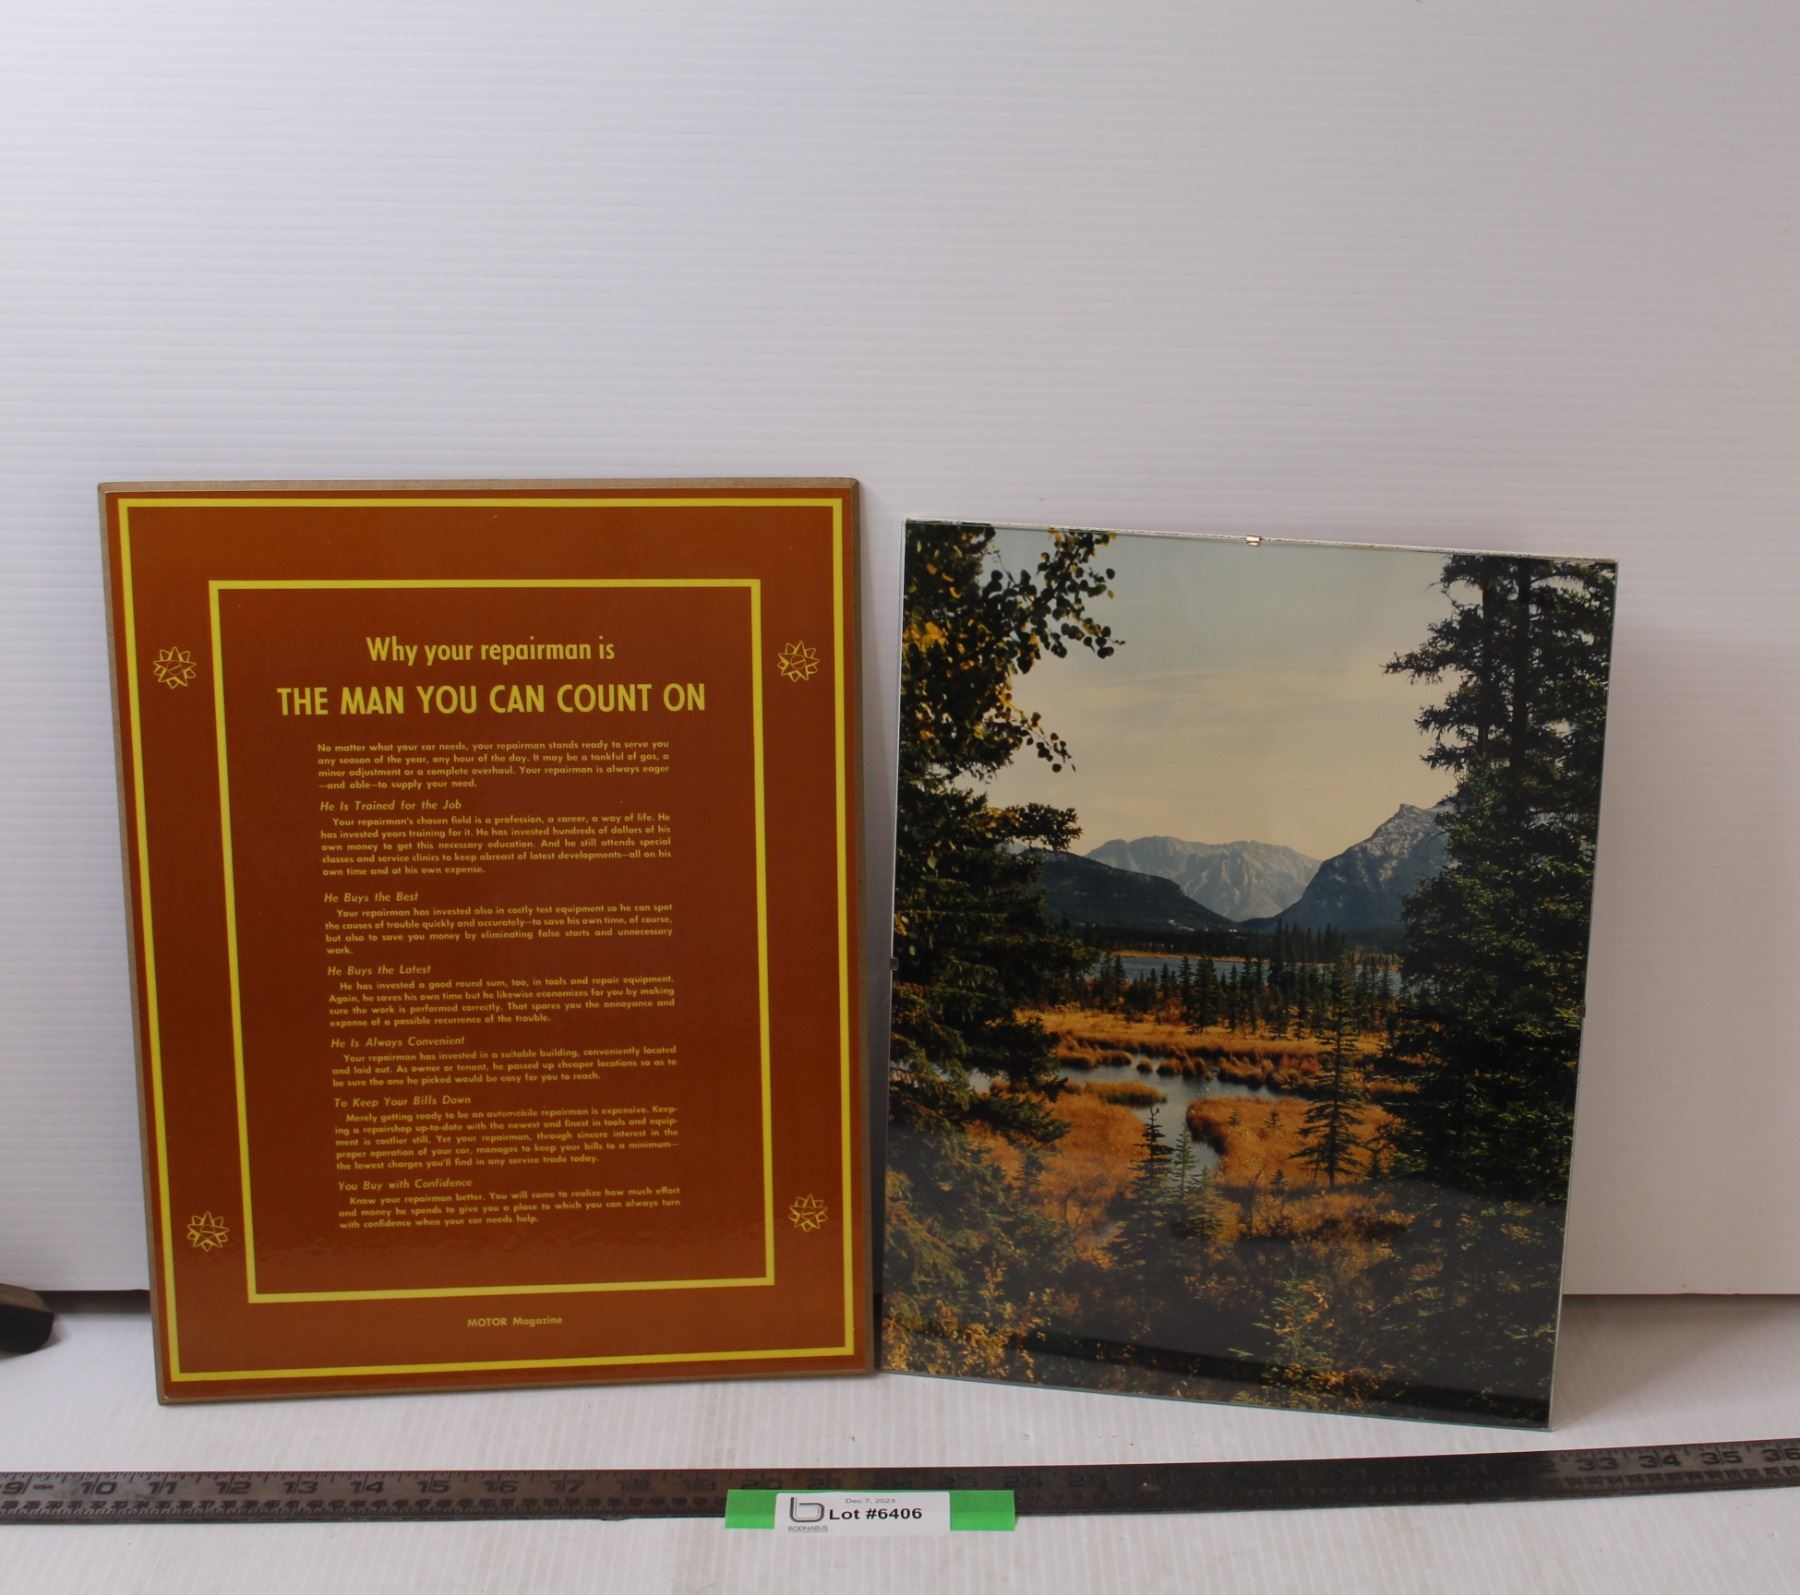 Why your repairman is
THE MAN YOU CAN COUNT ON
No matter what your car needs, your repairman stands ready to serve you
any season of the year, any hour of the day. It may be a tankful of gas, a
minor adjustment or a complete overhaul. Your repairman is always eager
—and able—to supply your need.
He Is Trained for the Job
Your repairman's chosen field is a profession, a career, a way of life. He
has invested years training for it. He has invested hundreds of dollars of his
own money to get this necessary education. And he still attends special
classes and service clinics to keep abreast of latest developments—all on his
own time and at his own expense.
He Buys the Best
Your repairman has invested also in costly test equipment so he can spot
the causes of trouble quickly and accurately—to save his own time, of course,
but also to save you money by eliminating false starts and unnecessary
work.
He Buys the Latest
He has invested a good round sum, too, in tools and repair equipment.
Again, he saves his own time but he likewise economizes for you by making
sure the work is performed correctly. That spares you the annoyance and
expense of a possible recurrence of the trouble.
He Is Always Convenient
Your repairman has invested in a suitable building, conveniently located
and laid out. As owner or tenant, he passed up cheaper locations so as to
be sure the one he picked would be easy for you to reach.
To Keep Your Bills Down
Merely getting ready to be an automobile repairman is expensive. Keep-
ing a repairshop up-to-date with the newest and finest in tools and equip-
ment is costlier still. Yet your repairman, through sincere interest in the
proper operation of your car, manages to keep your bills to a minimum—
the lowest charges you'll find in any service trade today.
You Buy with Confidence
Know your repairman better. You will come to realize how much effort
and money he spends to give you a place to which you can always turn
with confidence when your car needs help.
MOTOR Magazine
9 10 11 12 13 14 15 16 17 18 19 20 21 22 23 24 25 33 34 35 36
Dec 7, 2023
Lot #6406
BODNARUS